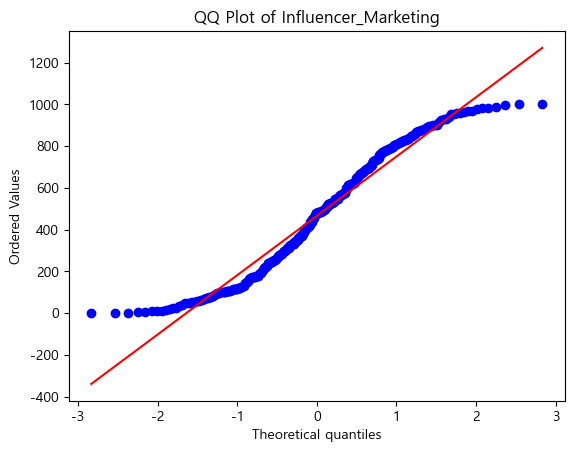 QQ Plot of Influencer_Marketing
1200
1000
800
600
400
200
0
-200
-400
Ordered Values
-3 -2 -1 0 1 2 3
Theoretical quantiles